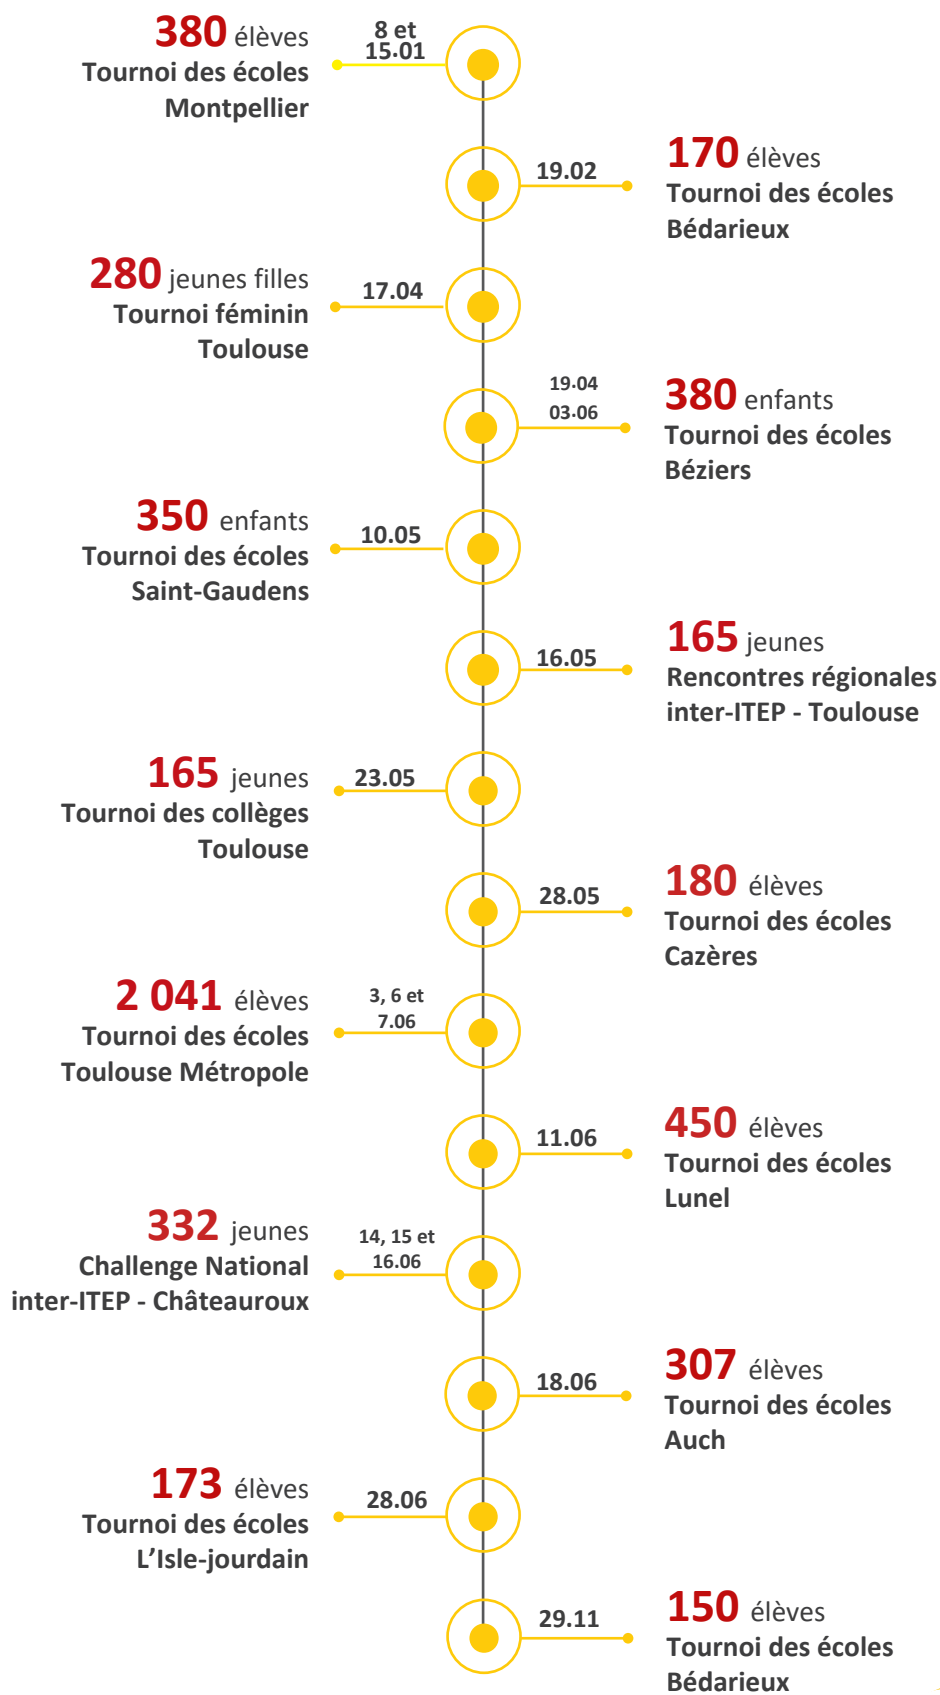 380 élèves
Tournoi des écoles
Montpellier
8 et
15.01
19.02
170 élèves
Tournoi des écoles
Bédarieux
280 jeunes filles
Tournoi féminin
Toulouse
17.04
19.04
03.06
380 enfants
Tournoi des écoles
Béziers
350 enfants
Tournoi des écoles
Saint-Gaudens
10.05
16.05
165 jeunes
Rencontres régionales
inter-ITEP - Toulouse
165 jeunes
Tournoi des collèges
Toulouse
23.05
28.05
180 élèves
Tournoi des écoles
Cazères
2 041 élèves
Tournoi des écoles
Toulouse Métropole
3, 6 et
7.06
11.06
450 élèves
Tournoi des écoles
Lunel
332 jeunes
Challenge National
inter-ITEP - Châteauroux
14, 15 et
16.06
18.06
307 élèves
Tournoi des écoles
Auch
173 élèves
Tournoi des écoles
L'Isle-jourdain
28.06
29.11
150 élèves
Tournoi des écoles
Bédarieux